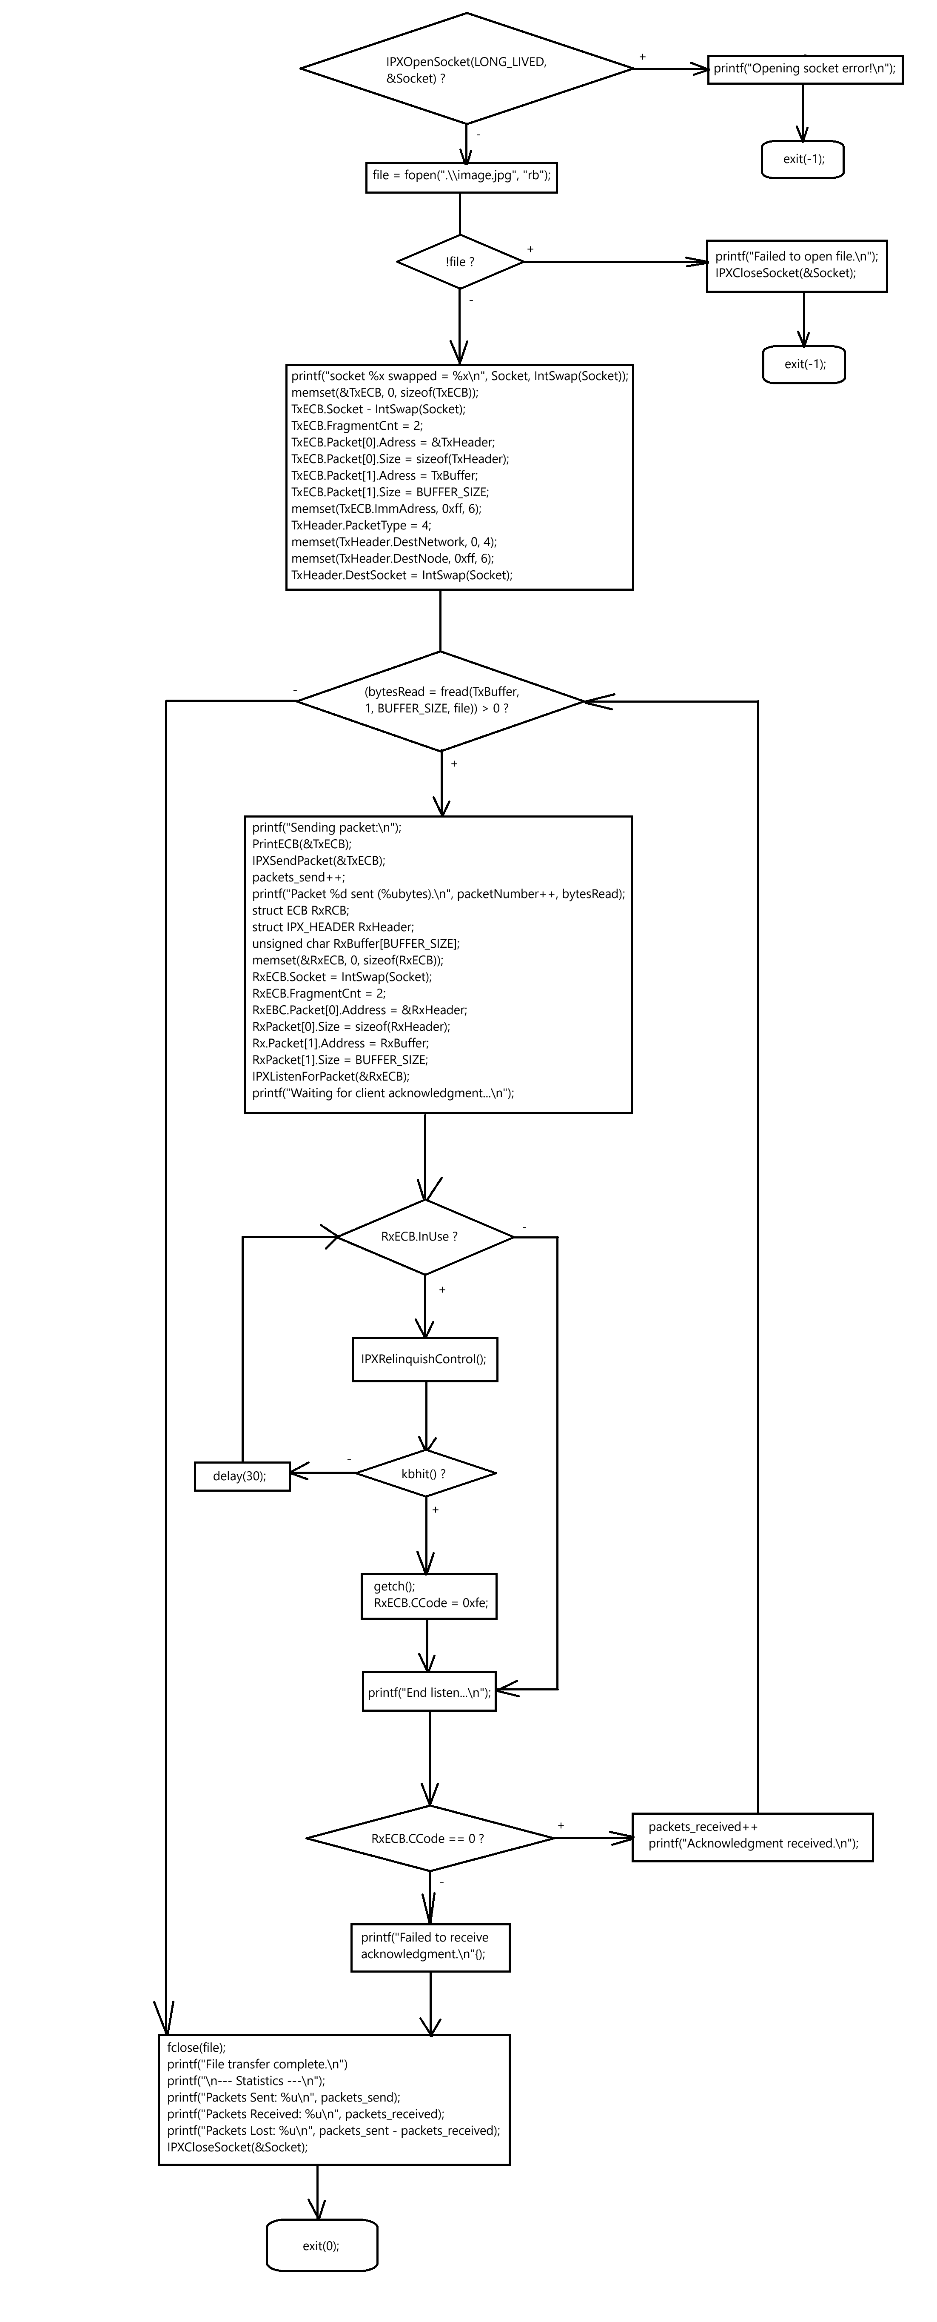 IPXOpenSocket(LONG_LIVED,
&Socket) ?
+
printf("Opening socket error!\n");
exit(-1);
-
file = fopen(".\\image.jpg", "rb");
!file ?
+
printf("Failed to open file.\n");
IPXCloseSocket(&Socket);
exit(-1);
-
printf("socket %x swapped = %x\n", Socket, IntSwap(Socket));
memset(&TxECB, 0, sizeof(TxECB));
TxECB.Socket - IntSwap(Socket);
TxECB.FragmentCnt = 2;
TxECB.Packet[0].Adress = &TxHeader;
TxECB.Packet[0].Size = sizeof(TxHeader);
TxECB.Packet[1].Adress = TxBuffer;
TxECB.Packet[1].Size = BUFFER_SIZE;
memset(TxECB.ImmAdress, 0xff, 6);
TxHeader.PacketType = 4;
memset(TxHeader.DestNetwork, 0, 4);
memset(TxHeader.DestNode, 0xff, 6);
TxHeader.DestSocket = IntSwap(Socket);
-
(bytesRead = fread(TxBuffer,
1, BUFFER_SIZE, file)) > 0 ?
+
printf("Sending packet:\n");
PrintECB(&TxECB);
IPXSendPacket(&TxECB);
packets_send++;
printf("Packet %d sent (%ubytes).\n", packetNumber++, bytesRead);
struct ECB RxRCB;
struct IPX_HEADER RxHeader;
unsigned char RxBuffer[BUFFER_SIZE];
memset(&RxECB, 0, sizeof(RxECB));
RxECB.Socket = IntSwap(Socket);
RxECB.FragmentCnt = 2;
RxEBC.Packet[0].Address = &RxHeader;
RxPacket[0].Size = sizeof(RxHeader);
Rx.Packet[1].Address = RxBuffer;
RxPacket[1].Size = BUFFER_SIZE;
IPXListenForPacket(&RxECB);
printf("Waiting for client acknowledgment...\n");
RxECB.InUse ?
-
+
IPXRelinquishControl();
kbhit() ?
-
delay(30);
+
getch();
RxECB.CCode = 0xfe;
printf("End listen...\n");
RxECB.CCode == 0 ?
+
packets_received++
printf("Acknowledgment received.\n");
-
printf("Failed to receive
acknowledgment.\n"();
fclose(file);
printf("File transfer complete.\n")
printf("\n--- Statistics ---\n");
printf("Packets Sent: %u\n", packets_send);
printf("Packets Received: %u\n", packets_received);
printf("Packets Lost: %u\n", packets_sent - packets_received);
IPXCloseSocket(&Socket);
exit(0);